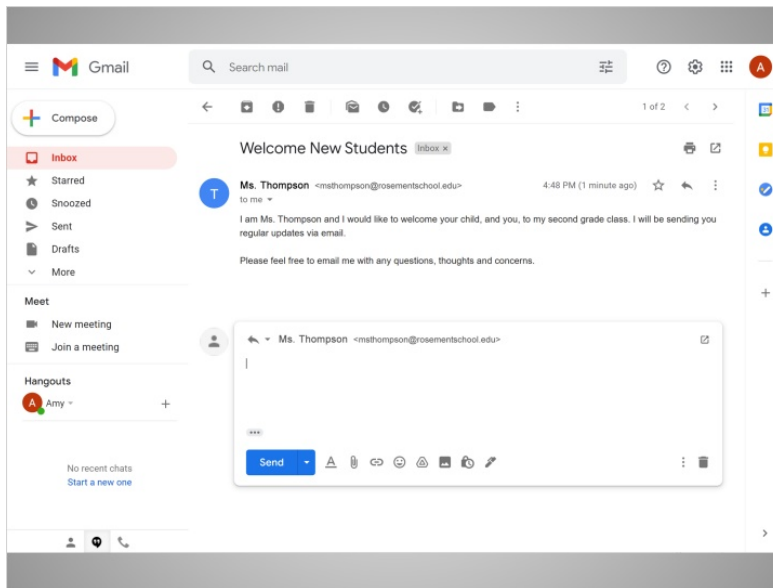 Gmail
Search mail
A
Compose
1 of 2
Inbox
Starred
Snoozed
Sent
Drafts
More
Welcome New Students Inbox ×
T
Ms. Thompson <msthompson@rosementschool.edu> 4:48 PM (1 minute ago)
to me
I am Ms. Thompson and I would like to welcome your child, and you, to my second grade class. I will be sending you
regular updates via email.
Please feel free to email me with any questions, thoughts and concerns.
Meet
New meeting
Join a meeting
Hangouts
A Amy
No recent chats
Start a new one
Ms. Thompson <msthompson@rosementschool.edu>
Send